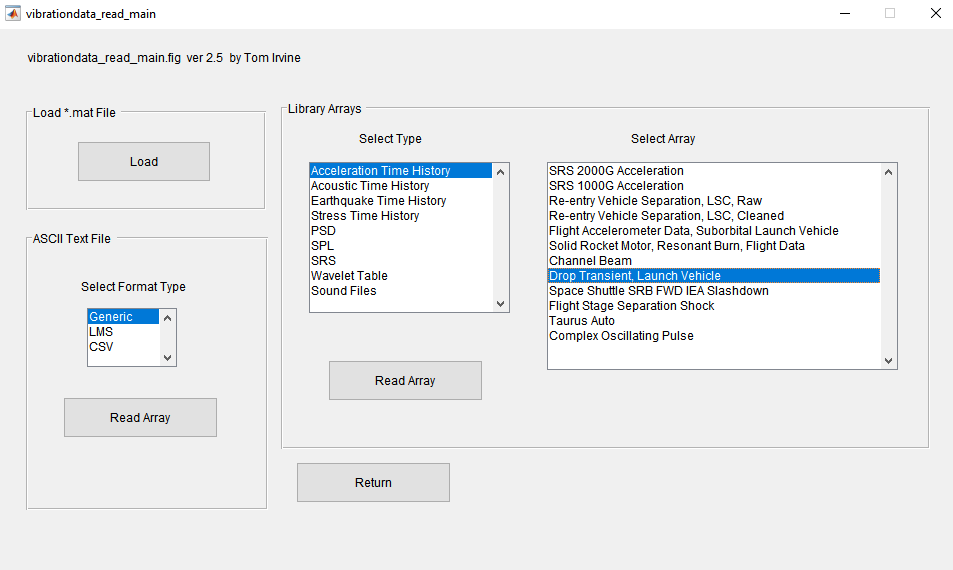 vibrationdata_read_main
vibrationdata_read_main.fig ver 2.5 by Tom Irvine
Load *.mat File
Load
ASCII Text File
Select Format Type
Generic
LMS
CSV
Read Array
Library Arrays
Select Type
Acceleration Time History
Acoustic Time History
Earthquake Time History
Stress Time History
PSD
SPL
SRS
Wavelet Table
Sound Files
Read Array
Select Array
SRS 2000G Acceleration
SRS 1000G Acceleration
Re-entry Vehicle Separation, LSC, Raw
Re-entry Vehicle Separation, LSC, Cleaned
Flight Accelerometer Data, Suborbital Launch Vehicle
Solid Rocket Motor, Resonant Burn, Flight Data
Channel Beam
Drop Transient, Launch Vehicle
Space Shuttle SRB FWD IEA Slashdown
Flight Stage Separation Shock
Taurus Auto
Complex Oscillating Pulse
Return